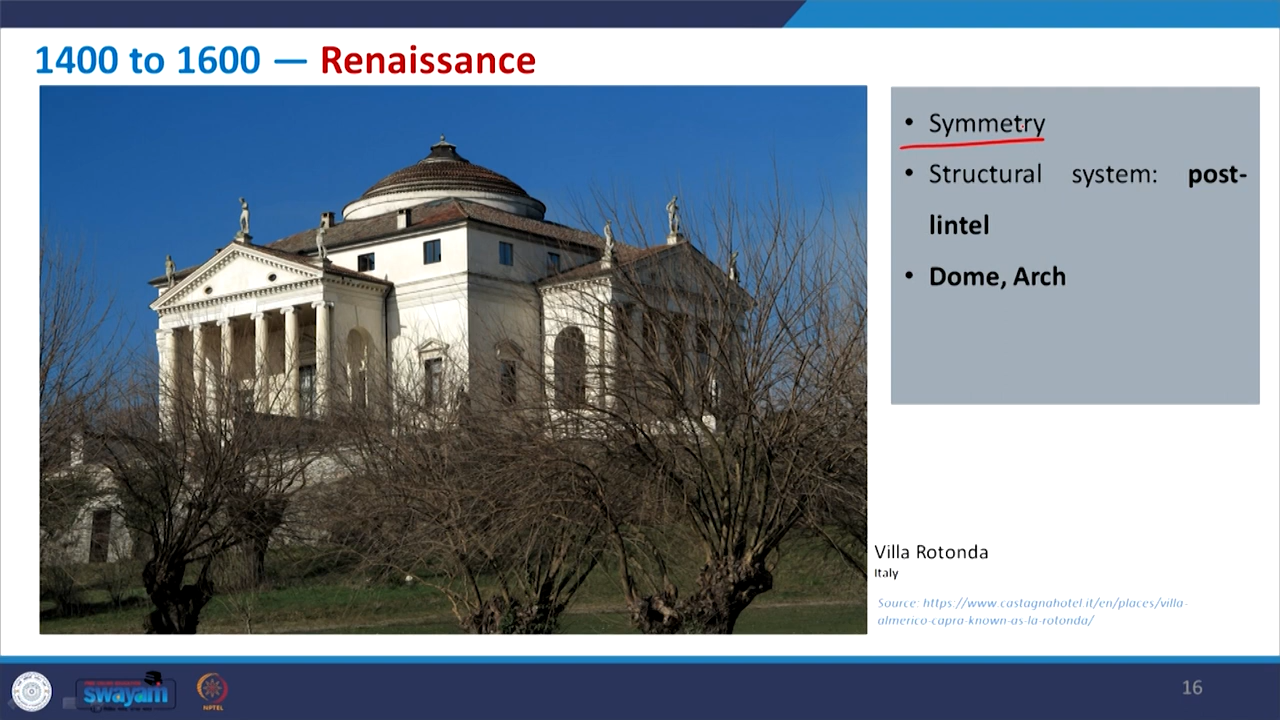 1400 to 1600 — Renaissance
• Symmetry
• Structural system: post-
lintel
• Dome, Arch
Villa Rotonda
Italy
Source: https://www.castagnahotel.it/en/places/villa-
almerico-capra-known-as-la-rotonda/
swayam
NPTEL
16